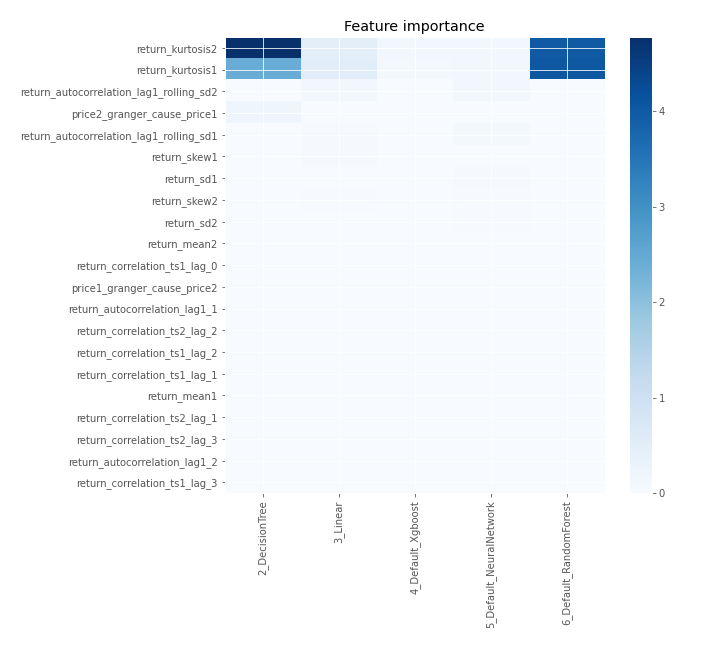 Feature importance
return_kurtosis2
return_kurtosis1
return_autocorrelation_lag1_rolling_sd2
price2_granger_cause_price1
return_autocorrelation_lag1_rolling_sd1
return_skew1
return_sd1
return_skew2
return_sd2
return_mean2
return_correlation_ts1_lag_0
price1_granger_cause_price2
return_autocorrelation_lag1_1
return_correlation_ts2_lag_2
return_correlation_ts1_lag_2
return_correlation_ts1_lag_1
return_mean1
return_correlation_ts2_lag_1
return_correlation_ts2_lag_3
return_autocorrelation_lag1_2
return_correlation_ts1_lag_3
2_DecisionTree
3_Linear
4_Default_Xgboost
5_Default_NeuralNetwork
6_Default_RandomForest
4
3
2
1
0